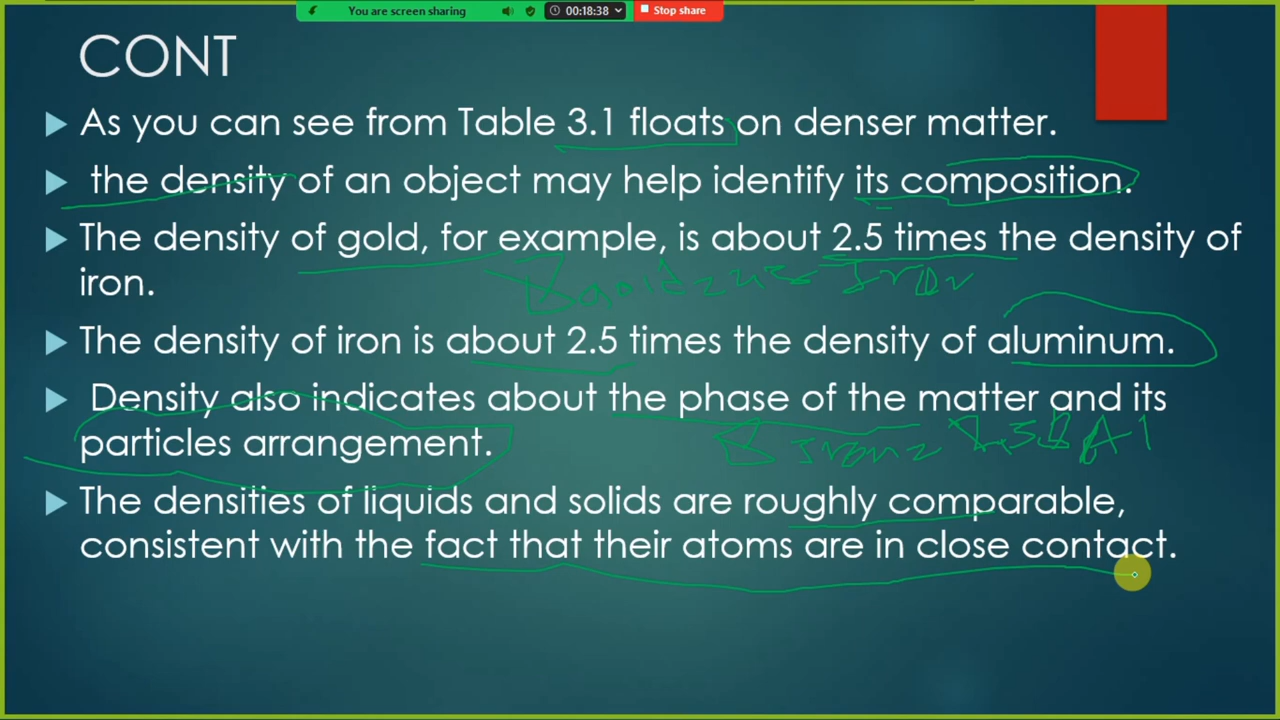 You are screen sharing 00:18:38 Stop share
CONT
As you can see from Table 3.1 floats on denser matter.
the density of an object may help identify its composition.
The density of gold, for example, is about 2.5 times the density of
iron.
The density of iron is about 2.5 times the density of aluminum.
Density also indicates about the phase of the matter and its
particles arrangement.
The densities of liquids and solids are roughly comparable,
consistent with the fact that their atoms are in close contact.